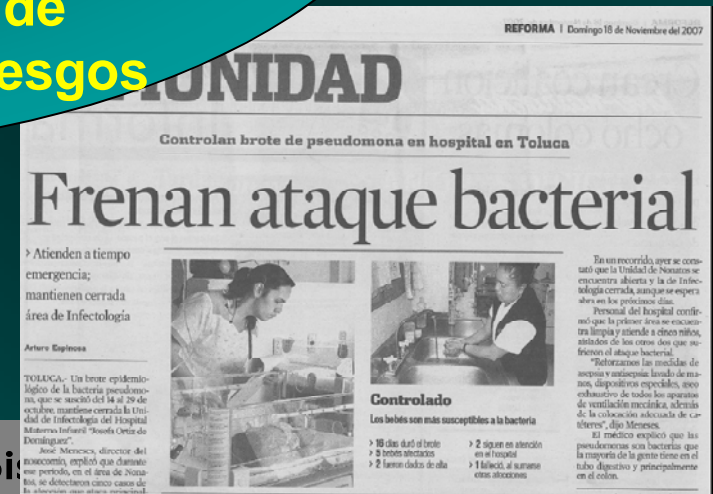 de
esgos
REFORMA | Domingo 18 de Noviembre del 2007
MUNIDAD
Controlan brote de pseudomona en hospital en Toluca
Frenan ataque bacterial
> Atienden a tiempo
emergencia;
mantienen cerrada
área de Infectología
Arturo Espinosa
TOLUCA.- Un brote epidemio-
lógico de la bacteria pseudomo-
na, que se suscitó del 14 al 29 de
octubre, mantiene cerrada la Uni-
dad de Infectología del Hospital
Materno Infantil "Josefa Ortiz de
Domínguez".
José Meneses, director del
nosocomio, explicó que durante
ese periodo, en el área de Nona-
tos, se detectaron cinco casos de
la afección que ataca principal-
Controlado
Los bebés son más susceptibles a la bacteria
> 16 días duró el brote
> 5 bebés afectados
> 2 fueron dados de alta
> 2 siguen en atención
en el hospital
> 1 falleció, al sumarse
otras afecciones
En un recorrido, ayer se cons-
tató que la Unidad de Nonatos se
encuentra abierta y la de Infec-
tología cerrada, aunque se espera
abra en los próximos días.
Personal del hospital confir-
mó que la primer área se encuen-
tra limpia y atiende a cinco niños,
aislados de los otros dos que su-
frieron el ataque bacterial.
"Retomamos las medidas de
asepsia y antisepsia: lavado de ma-
nos, dispositivos especiales, aseo
exhaustivo de todos los aparatos
de ventilación mecánica, además
de la colocación adecuada de ca-
téteres", dijo Meneses.
El médico explicó que las
pseudomonas son bacterias que
la mayoría de la gente tiene en el
tubo digestivo y principalmente
en el colon.